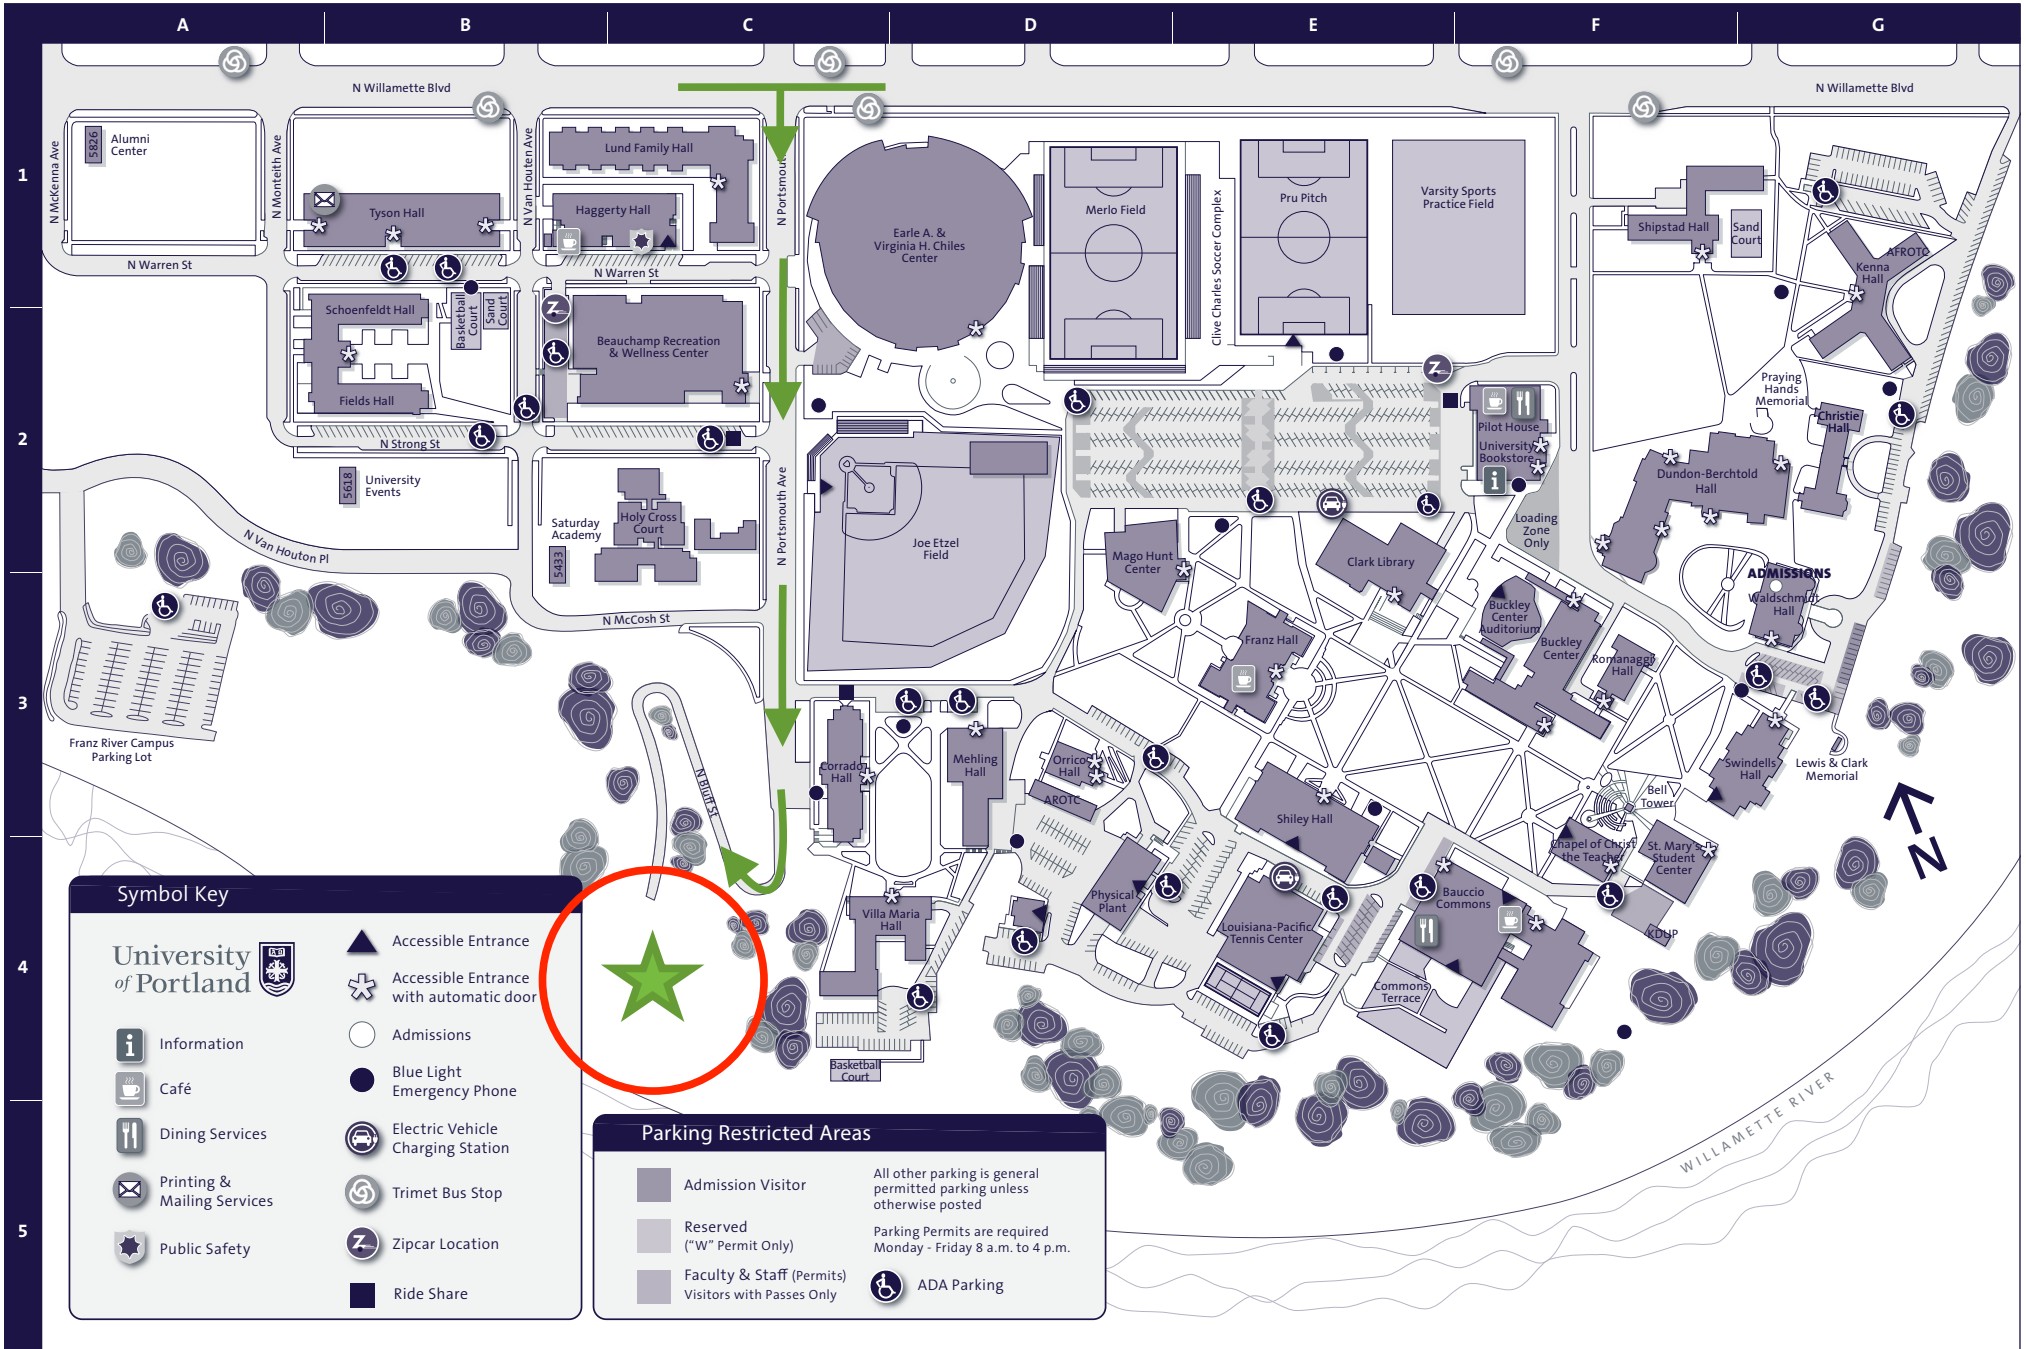 A B C D E F G
1
2
3
4
5
N Willamette Blvd
N Willamette Blvd
N McKenna Ave
5826
Alumni
Center
N Monteith Ave
N Van Houten Ave
Lund Family Hall
Tyson Hall
Haggerty Hall
N Portsmouth
N Warren St
N Warren St
Earle A. &
Virginia H. Chiles
Center
Merlo Field
Clive Charles Soccer Complex
Pru Pitch
Varsity Sports
Practice Field
Shipstad Hall
Sand
Court
AFROTC
Kenna
Hall
Schoenfeldt Hall
Basketball
Court
Sand
Court
Fields Hall
Beauchamp Recreation
& Wellness Center
N Strong St
5618
University
Events
N Van Houton Pl
Saturday
Academy
5433
Holy Cross
Court
N Portsmouth Ave
Joe Etzel
Field
N McCosh St
Praying
Hands
Memorial
Christie
Hall
Pilot House
University
Bookstore
Dundon-Berchtold
Hall
Loading
Zone
Only
Mago Hunt
Center
Clark Library
ADMISSIONS
Waldschmidt
Hall
Buckley
Center
Auditorium
Buckley
Center
Romanaggi
Hall
Franz Hall
Franz River Campus
Parking Lot
N Bluff St
Corrado
Hall
Mehling
Hall
Orrico
Hall
AROTC
Shiley Hall
Swindells
Hall
Lewis & Clark
Memorial
Bell
Tower
Chapel of Christ
the Teacher
St. Mary's
Student
Center
KDUP
Villa Maria
Hall
Physical
Plant
Louisiana-Pacific
Tennis Center
Bauccio
Commons
Commons
Terrace
Basketball
Court
WILLAMETTE RIVER
N
Symbol Key
University
of Portland
Information
Café
Dining Services
Printing &
Mailing Services
Public Safety
Accessible Entrance
Accessible Entrance
with automatic door
Admissions
Blue Light
Emergency Phone
Electric Vehicle
Charging Station
Trimet Bus Stop
Zipcar Location
Ride Share
Parking Restricted Areas
Admission Visitor
Reserved
("W" Permit Only)
Faculty & Staff (Permits)
Visitors with Passes Only
All other parking is general
permitted parking unless
otherwise posted
Parking Permits are required
Monday - Friday 8 a.m. to 4 p.m.
ADA Parking